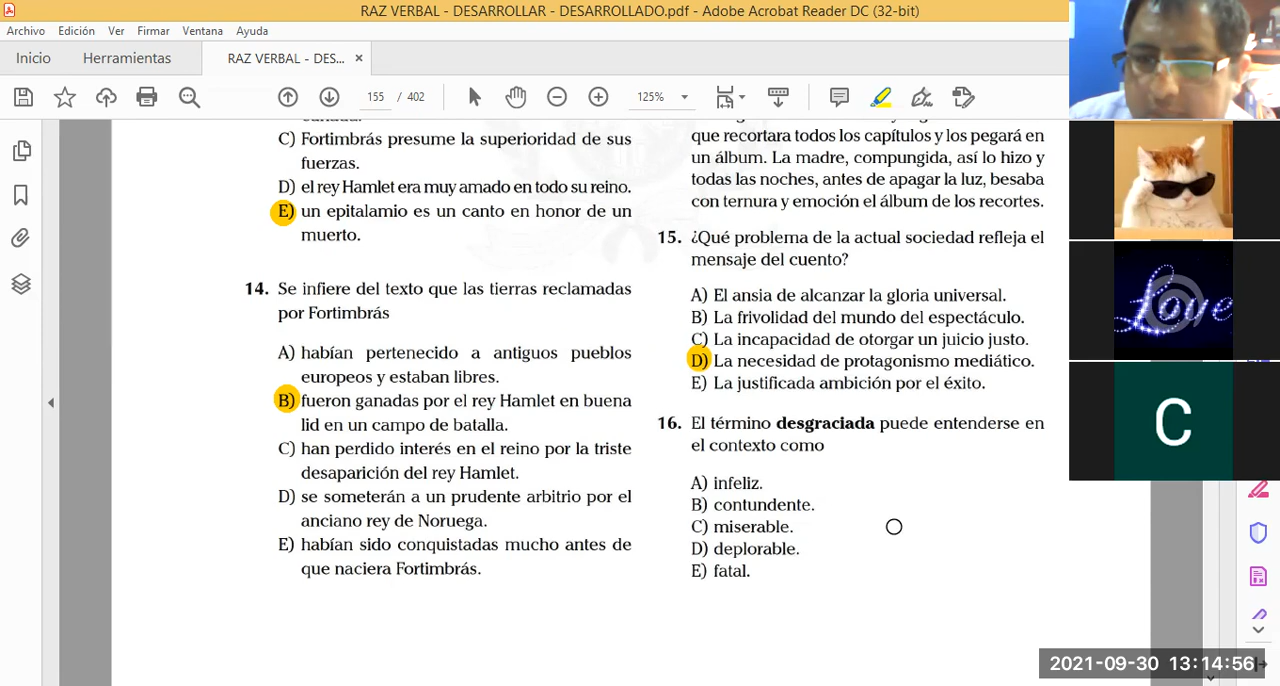 RAZ VERBAL - DESARROLLAR - DESARROLLADO.pdf - Adobe Acrobat Reader DC (32-bit)
Archivo Edición Ver Firmar Ventana Ayuda
Inicio Herramientas RAZ VERBAL - DES... ×
155 / 402 125%
C) Fortimbrás presume la superioridad de sus
fuerzas.
D) el rey Hamlet era muy amado en todo su reino.
E) un epitalamio es un canto en honor de un
muerto.
14. Se infiere del texto que las tierras reclamadas
por Fortimbrás
A) habían pertenecido a antiguos pueblos
europeos y estaban libres.
B) fueron ganadas por el rey Hamlet en buena
lid en un campo de batalla.
C) han perdido interés en el reino por la triste
desaparición del rey Hamlet.
D) se someterán a un prudente arbitrio por el
anciano rey de Noruega.
E) habían sido conquistadas mucho antes de
que naciera Fortimbrás.
que recortara todos los capítulos y los pegará en
un álbum. La madre, compungida, así lo hizo y
todas las noches, antes de apagar la luz, besaba
con ternura y emoción el álbum de los recortes.
15. ¿Qué problema de la actual sociedad refleja el
mensaje del cuento?
A) El ansia de alcanzar la gloria universal.
B) La frivolidad del mundo del espectáculo.
C) La incapacidad de otorgar un juicio justo.
D) La necesidad de protagonismo mediático.
E) La justificada ambición por el éxito.
16. El término desgraciada puede entenderse en
el contexto como
A) infeliz.
B) contundente.
C) miserable.
D) deplorable.
E) fatal.
Love
C
2021-09-30 13:14:56